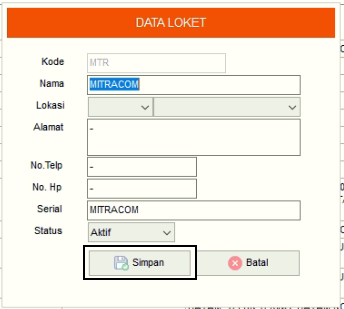 DATA LOKET
Kode MTR
Nama MITRACOM
Lokasi
Alamat -
No.Telp -
No. Hp -
Serial MITRACOM
Status Aktif
Simpan Batal